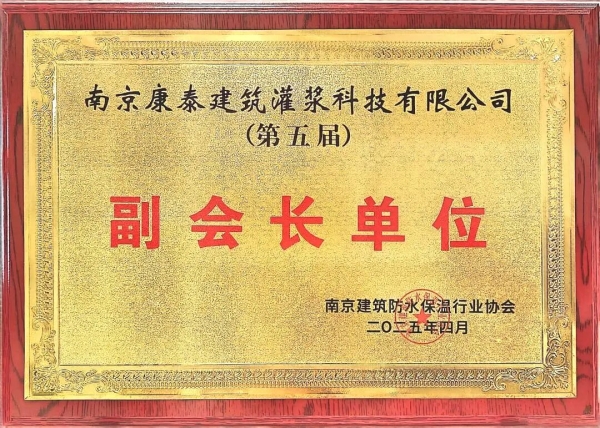 南京康泰建筑灌浆科技有限公司
(第五届)
副会长单位
南京建筑防水保温行业协会
二〇二五年四月